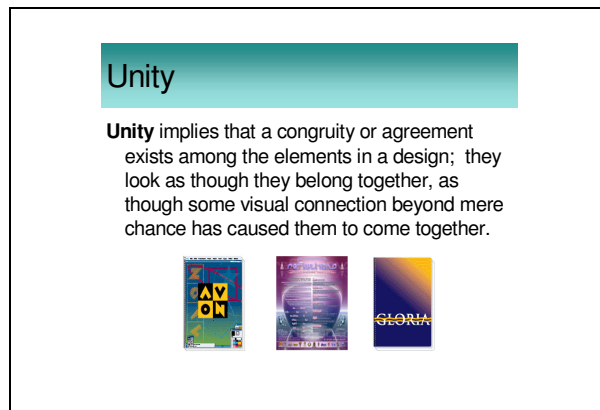 Unity
Unity implies that a congruity or agreement
exists among the elements in a design; they
look as though they belong together, as
though some visual connection beyond mere
chance has caused them to come together.
AV
ON
GLORIA